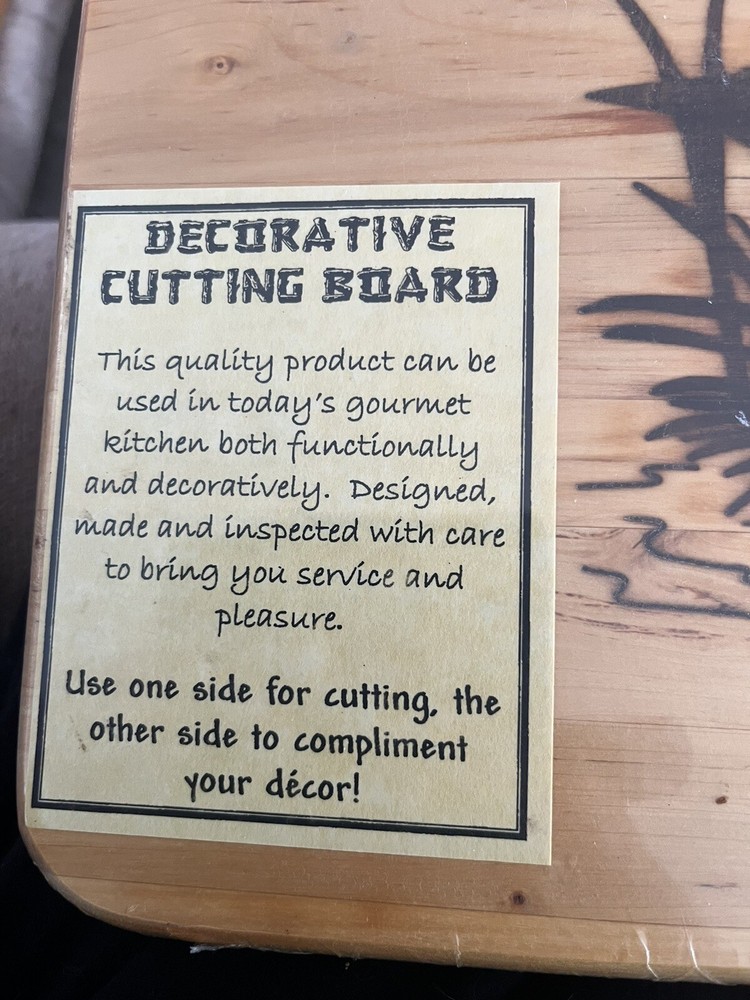 DECORATIVE
CUTTING BOARD
This quality product can be
used in today's gourmet
kitchen both functionally
and decoratively. Designed,
made and inspected with care
to bring you service and
pleasure.
Use one side for cutting, the
other side to compliment
your décor!